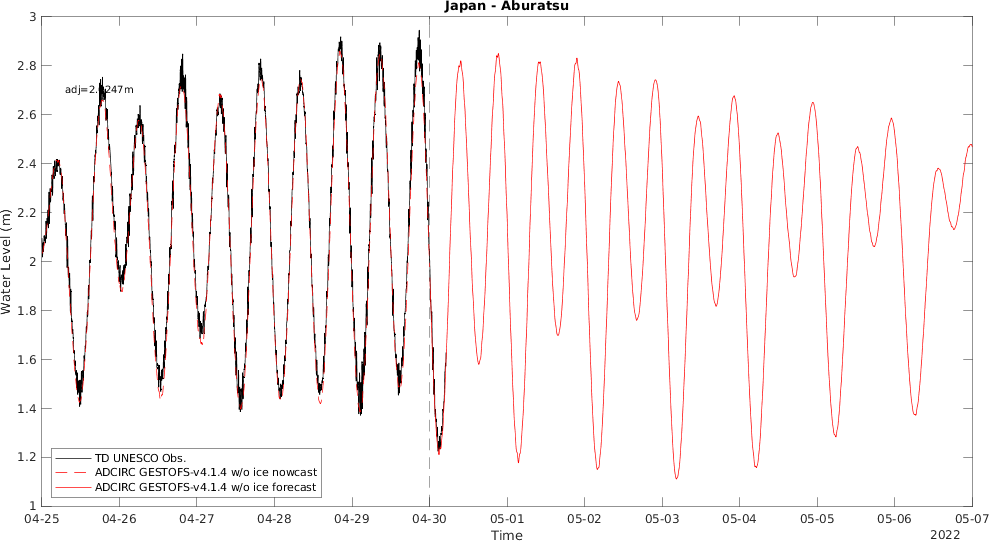 Japan - Aburatsu
3
2.8
2.6
2.4
2.2
2
1.8
1.6
1.4
1.2
1
Water Level (m)
TD UNESCO Obs.
ADCIRC GESTOFS-v4.1.4 w/o ice nowcast
ADCIRC GESTOFS-v4.1.4 w/o ice forecast
04-25 04-26 04-27 04-28 04-29 04-30 05-01 05-02 05-03 05-04 05-05 05-06 05-07
Time
2022